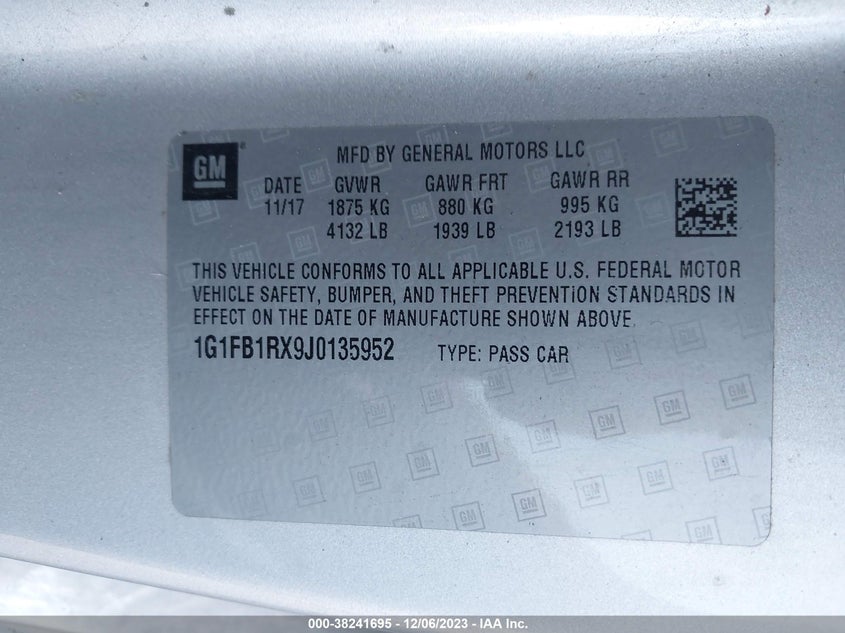 GM
MFD BY GENERAL MOTORS LLC
DATE GVWR GAWR FRT GAWR RR
11/17 1875 KG 880 KG 995 KG
4132 LB 1939 LB 2193 LB
THIS VEHICLE CONFORMS TO ALL APPLICABLE U.S. FEDERAL MOTOR
VEHICLE SAFETY, BUMPER, AND THEFT PREVENTION STANDARDS IN
EFFECT ON THE DATE OF MANUFACTURE SHOWN ABOVE.
1G1FB1RX9J0135952 TYPE: PASS CAR
000-38241695 - 12/06/2023 - IAA Inc.